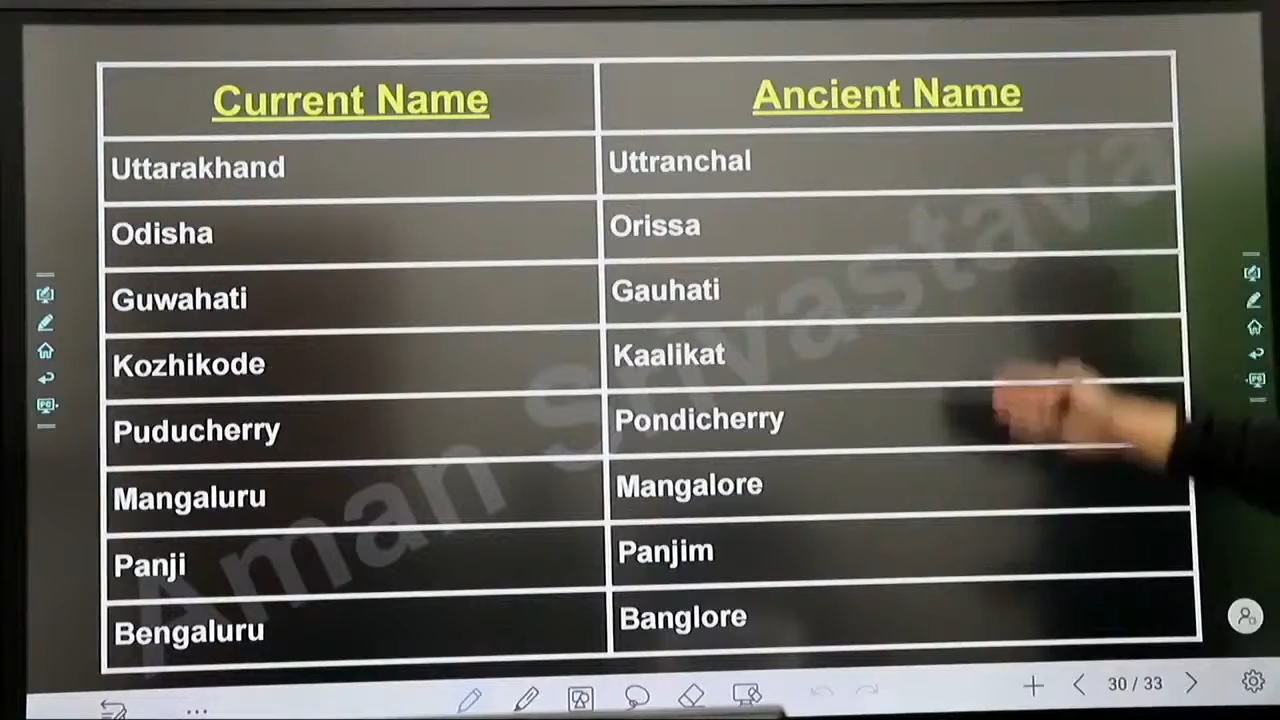 Current Name Ancient Name
Uttarakhand Uttranchal
Odisha Orissa
Guwahati Gauhati
Kozhikode Kaalikat
Puducherry Pondicherry
Mangaluru Mangalore
Panji Panjim
Bengaluru Banglore
Aman Srivastava
30 / 33